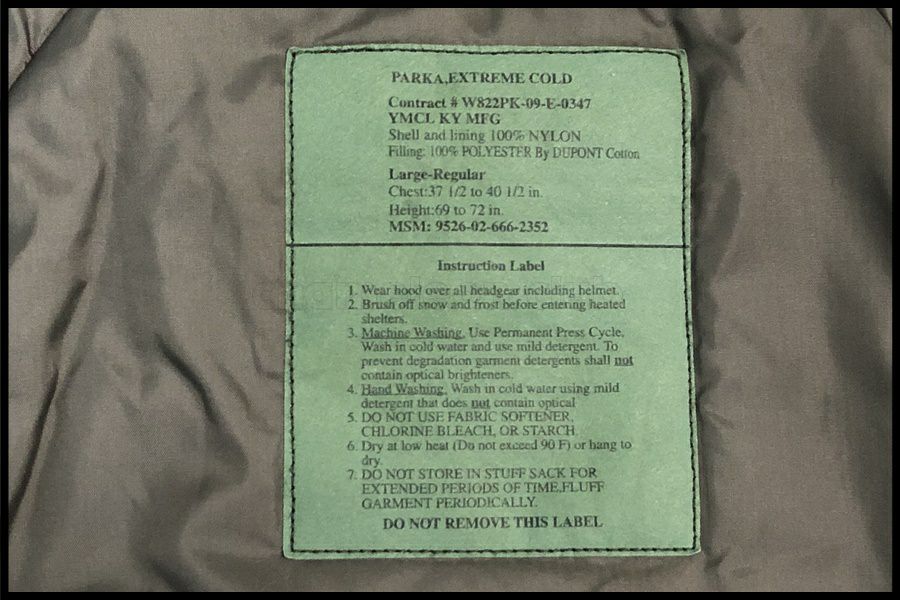 PARKA,EXTREME COLD
Contract # W822PK-09-E-0347
YMCL KY MFG
Shell and lining 100% NYLON
Filling: 100% POLYESTER By DUPONT Cotton
Large-Regular
Chest:37 1/2 to 40 1/2 in.
Height:69 to 72 in.
MSM: 9526-02-666-2352
Instruction Label
1. Wear hood over all headgear including helmet.
2. Brush off snow and frost before entering heated
shelters.
3. Machine Washing. Use Permanent Press Cycle.
Wash in cold water and use mild detergent. To
prevent degradation garment detergents shall not
contain optical brighteners.
4. Hand Washing. Wash in cold water using mild
detergent that does not contain optical
5. DO NOT USE FABRIC SOFTENER,
CHLORINE BLEACH, OR STARCH.
6. Dry at low heat (Do not exceed 90 F) or hang to
dry.
7. DO NOT STORE IN STUFF SACK FOR
EXTENDED PERIODS OF TIME,FLUFF
GARMENT PERIODICALLY.
DO NOT REMOVE THIS LABEL